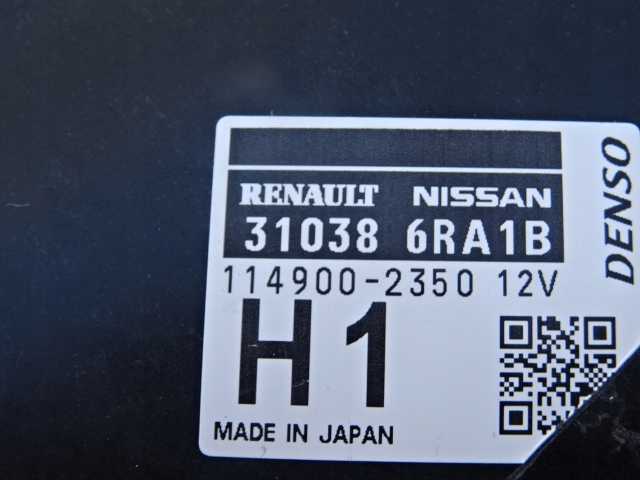 RENAULT NISSAN
31038 6RA1B
114900-2350 12V
H1
MADE IN JAPAN
DENSO